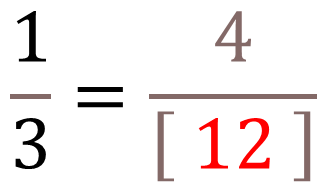 1/3 = 4/[ 12 ]